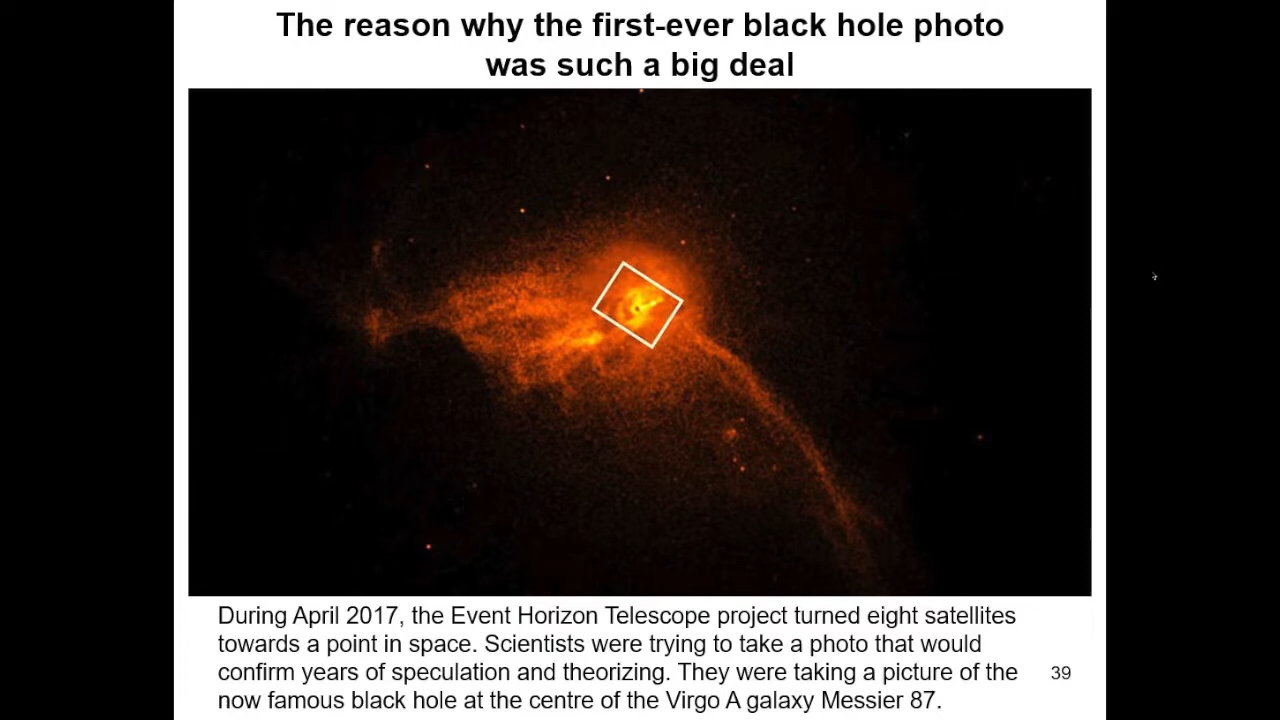 The reason why the first-ever black hole photo
was such a big deal
During April 2017, the Event Horizon Telescope project turned eight satellites
towards a point in space. Scientists were trying to take a photo that would
confirm years of speculation and theorizing. They were taking a picture of the
now famous black hole at the centre of the Virgo A galaxy Messier 87.
39